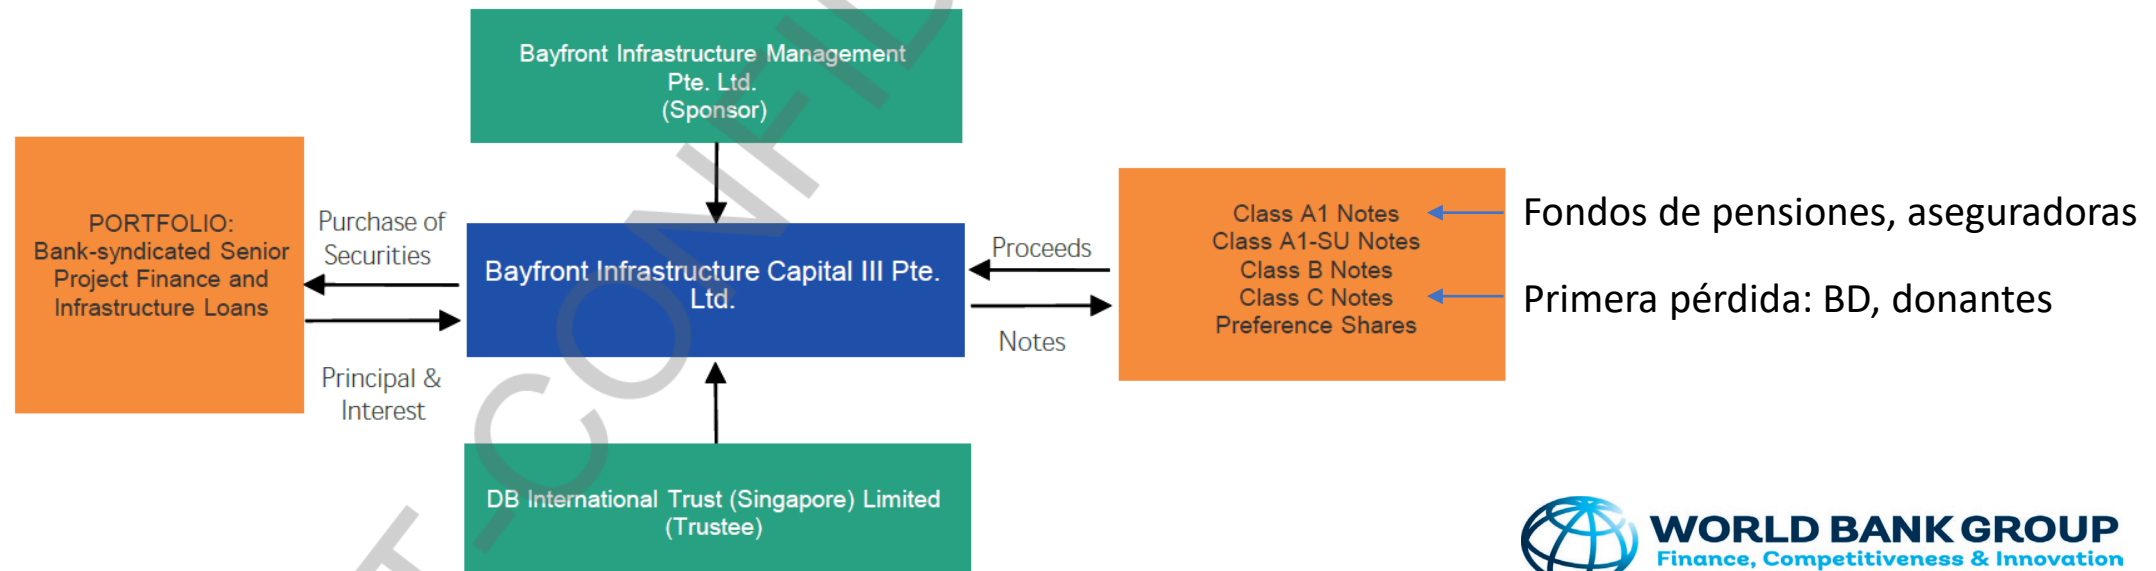 Bayfront Infrastructure Management
Pte. Ltd.
(Sponsor)
PORTFOLIO:
Bank-syndicated Senior
Project Finance and
Infrastructure Loans
Purchase of
Securities
Principal &
Interest
Bayfront Infrastructure Capital III Pte.
Ltd.
Proceeds
Notes
Class A1 Notes
Class A1-SU Notes
Class B Notes
Class C Notes
Preference Shares
Fondos de pensiones, aseguradoras
Primera pérdida: BD, donantes
DB International Trust (Singapore) Limited
(Trustee)
WORLD BANK GROUP
Finance, Competitiveness & Innovation